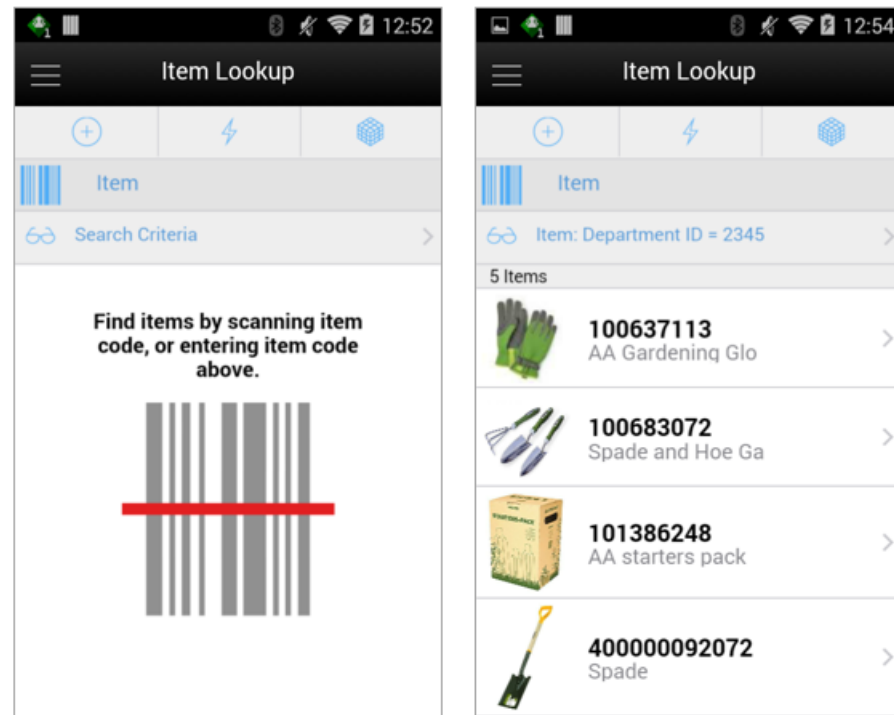 12:52
Item Lookup
Item
Search Criteria
Find items by scanning item
code, or entering item code
above.
12:54
Item Lookup
Item
Item: Department ID = 2345
5 Items
100637113
AA Gardening Glo
100683072
Spade and Hoe Ga
101386248
AA starters pack
400000092072
Spade